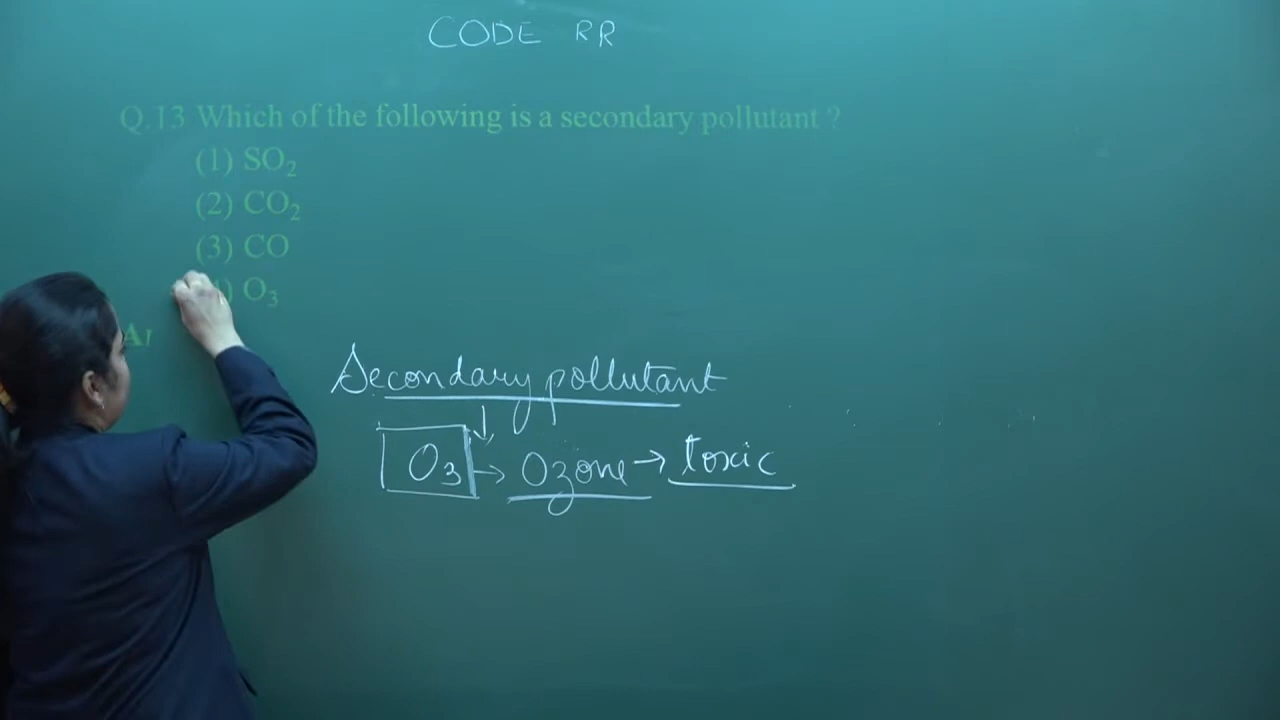 CODE RR
Q.13 Which of the following is a secondary pollutant ?
(1) SO₂
(2) CO₂
(3) CO
) O₃
Secondary pollutant
↓
O₃ → Ozone → toxic